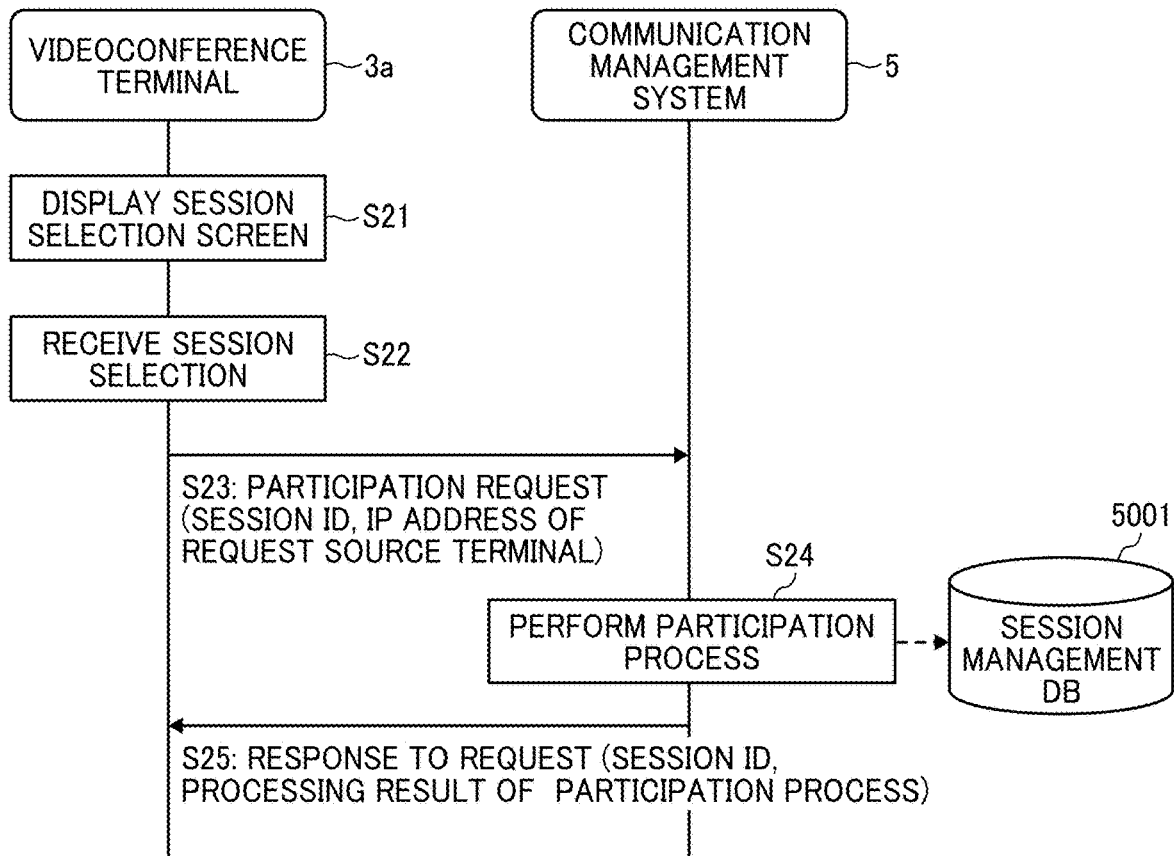 VIDEOCONFERENCE
TERMINAL
3a
COMMUNICATION
MANAGEMENT
SYSTEM
5
DISPLAY SESSION
SELECTION SCREEN
S21
RECEIVE SESSION
SELECTION
S22
S23: PARTICIPATION REQUEST
(SESSION ID, IP ADDRESS OF
REQUEST SOURCE TERMINAL)
S24
PERFORM PARTICIPATION
PROCESS
5001
SESSION
MANAGEMENT
DB
S25: RESPONSE TO REQUEST (SESSION ID,
PROCESSING RESULT OF PARTICIPATION PROCESS)